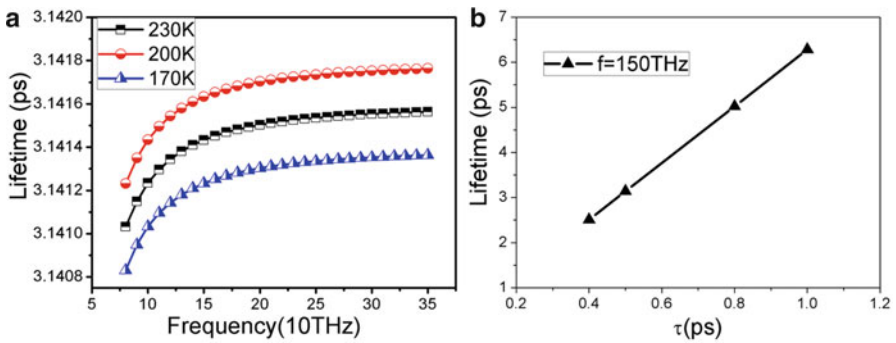 a
Lifetime (ps)
3.1420
3.1418
3.1416
3.1414
3.1412
3.1410
3.1408
230K
200K
170K
5
10
15
20
25
30
35
Frequency(10THz)
b
Lifetime (ps)
7
6
5
4
3
2
1
f=150THz
0.2
0.4
0.6
0.8
1.0
1.2
τ(ps)